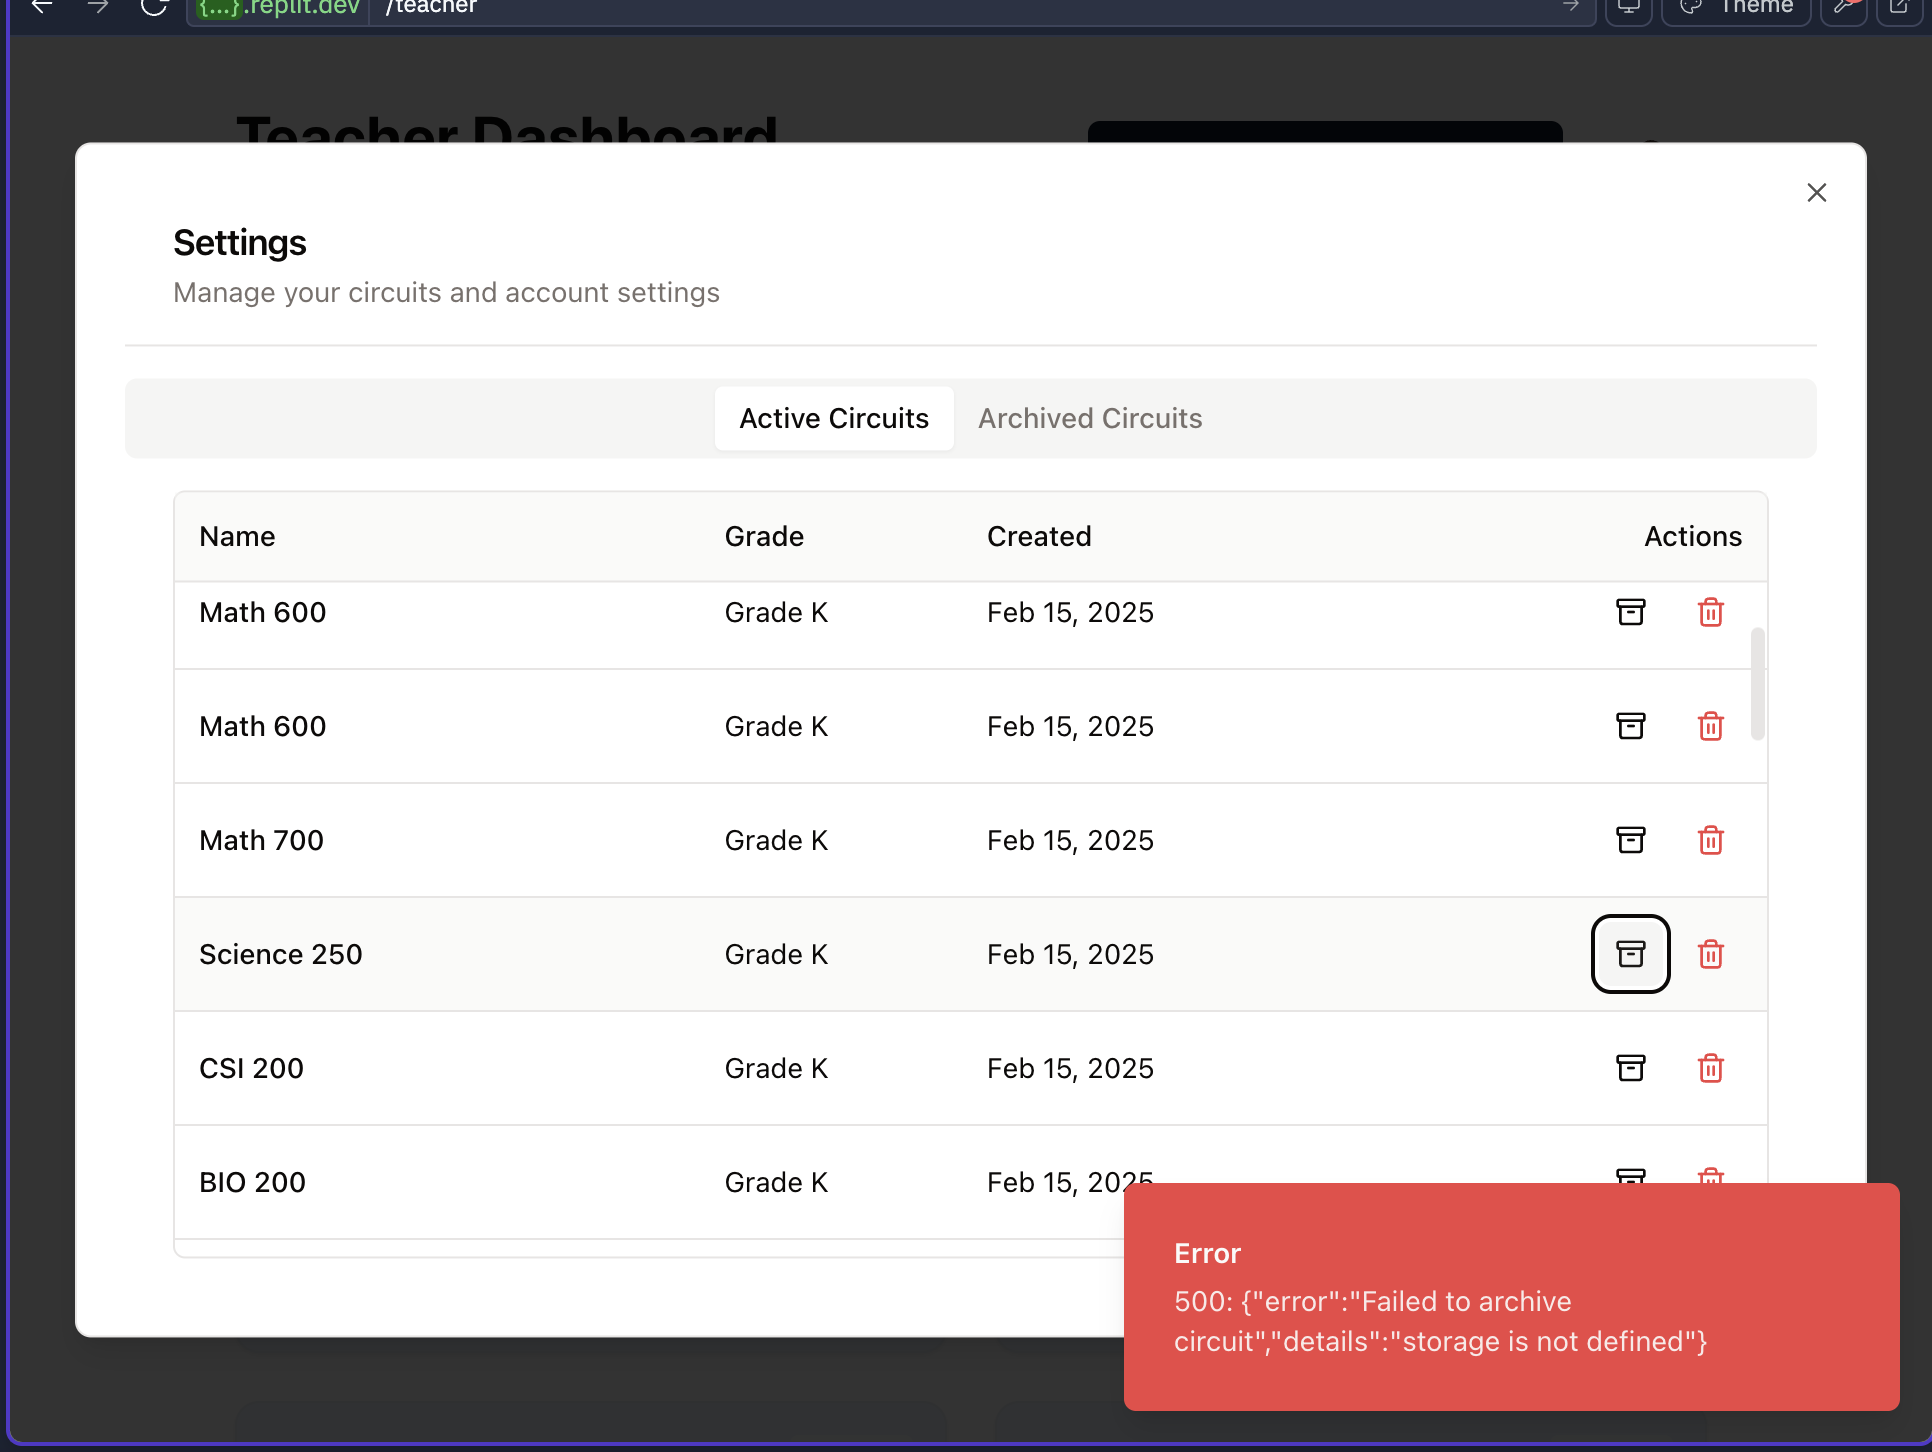 {...}.replit.dev /teacher Theme
Teacher Dashboard
Settings
Manage your circuits and account settings
Active Circuits Archived Circuits
Name Grade Created Actions
Math 600 Grade K Feb 15, 2025
Math 600 Grade K Feb 15, 2025
Math 700 Grade K Feb 15, 2025
Science 250 Grade K Feb 15, 2025
CSI 200 Grade K Feb 15, 2025
BIO 200 Grade K Feb 15, 2025
Error
500: {"error":"Failed to archive
circuit","details":"storage is not defined"}